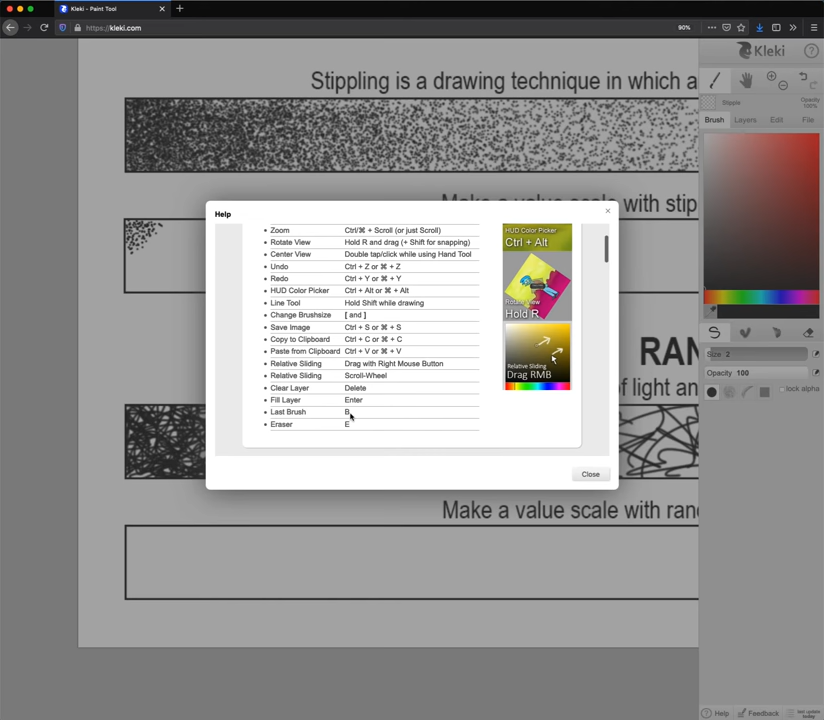 Kleki - Paint Tool
https://kleki.com
90%
Kleki
Stippling is a drawing technique in which a
Stipple
Opacity
100%
Brush Layers Edit File
Make a value scale with stip
Help
Zoom Ctrl/⌘ + Scroll (or just Scroll)
Rotate View Hold R and drag (+ Shift for snapping)
Center View Double tap/click while using Hand Tool
Undo Ctrl + Z or ⌘ + Z
Redo Ctrl + Y or ⌘ + Y
HUD Color Picker Ctrl + Alt or ⌘ + Alt
Line Tool Hold Shift while drawing
Change Brushsize [ and ]
Save Image Ctrl + S or ⌘ + S
Copy to Clipboard Ctrl + C or ⌘ + C
Paste from Clipboard Ctrl + V or ⌘ + V
Relative Sliding Drag with Right Mouse Button
Relative Sliding Scroll-Wheel
Clear Layer Delete
Fill Layer Enter
Last Brush B
Eraser E
HUD Color Picker
Ctrl + Alt
Rotate View
Hold R
Relative Sliding
Drag RMB
Close
RAN
of light an
Size 2
Opacity 100
lock alpha
Make a value scale with rand
Help Feedback last update
today